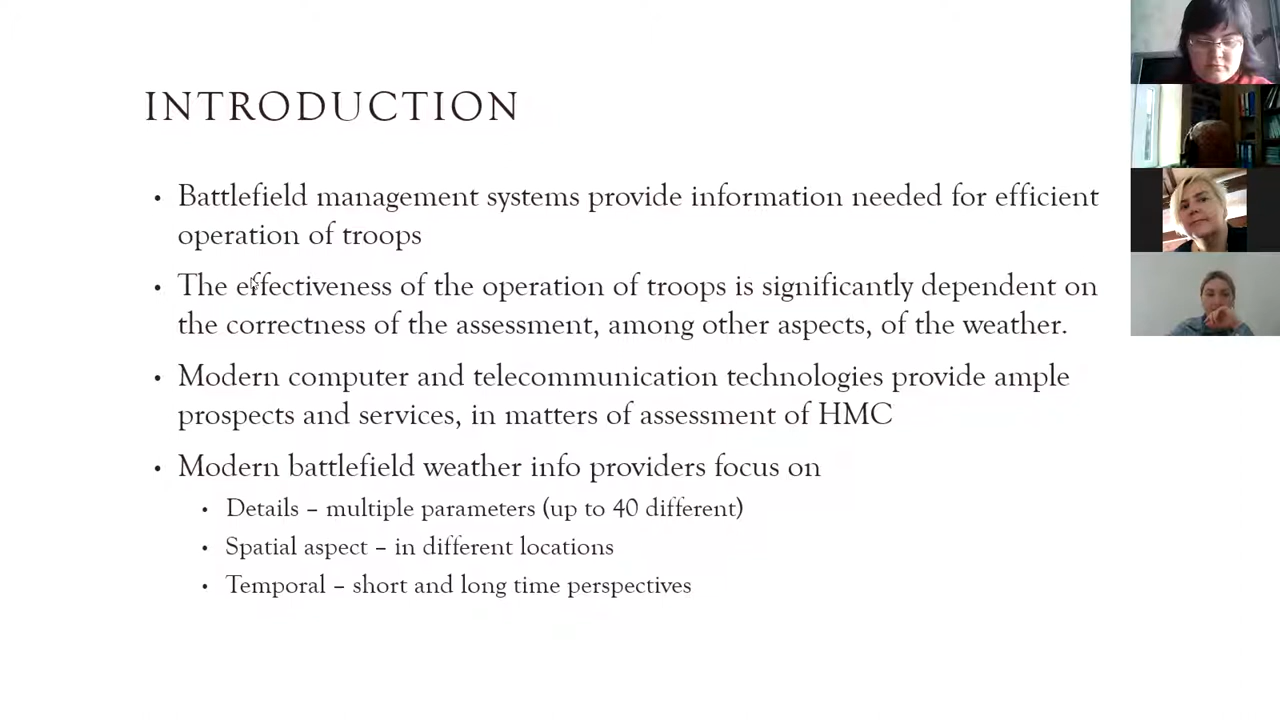 INTRODUCTION
• Battlefield management systems provide information needed for efficient
operation of troops
• The effectiveness of the operation of troops is significantly dependent on
the correctness of the assessment, among other aspects, of the weather.
• Modern computer and telecommunication technologies provide ample
prospects and services, in matters of assessment of HMC
• Modern battlefield weather info providers focus on
• Details – multiple parameters (up to 40 different)
• Spatial aspect – in different locations
• Temporal – short and long time perspectives